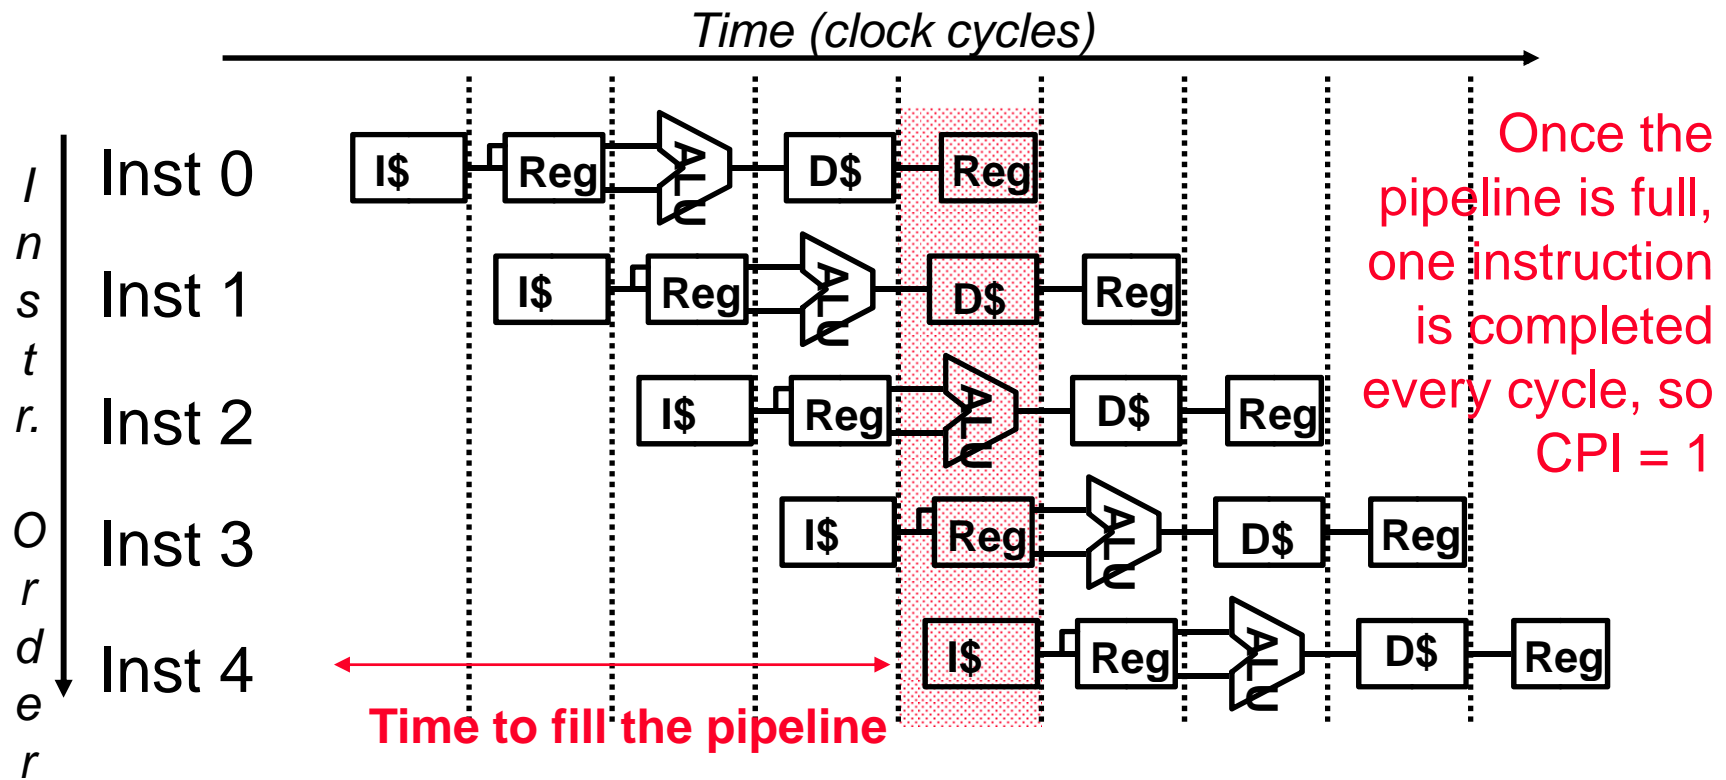 Time (clock cycles)
Instr. Order
Inst 0
I$ Reg ALU D$ Reg
Inst 1
I$ Reg ALU D$ Reg
Inst 2
I$ Reg ALU D$ Reg
Inst 3
I$ Reg ALU D$ Reg
Inst 4
I$ Reg ALU D$ Reg
Once the
pipeline is full,
one instruction
is completed
every cycle, so
CPI = 1
Time to fill the pipeline